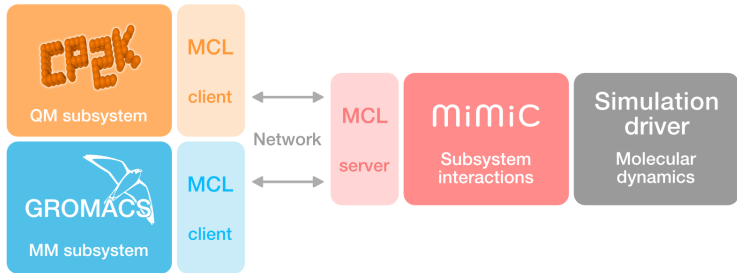 CP2K
QM subsystem
MCL
client
GROMACS
MM subsystem
MCL
client
Network
MCL
server
MiMiC
Subsystem
interactions
Simulation
driver
Molecular
dynamics